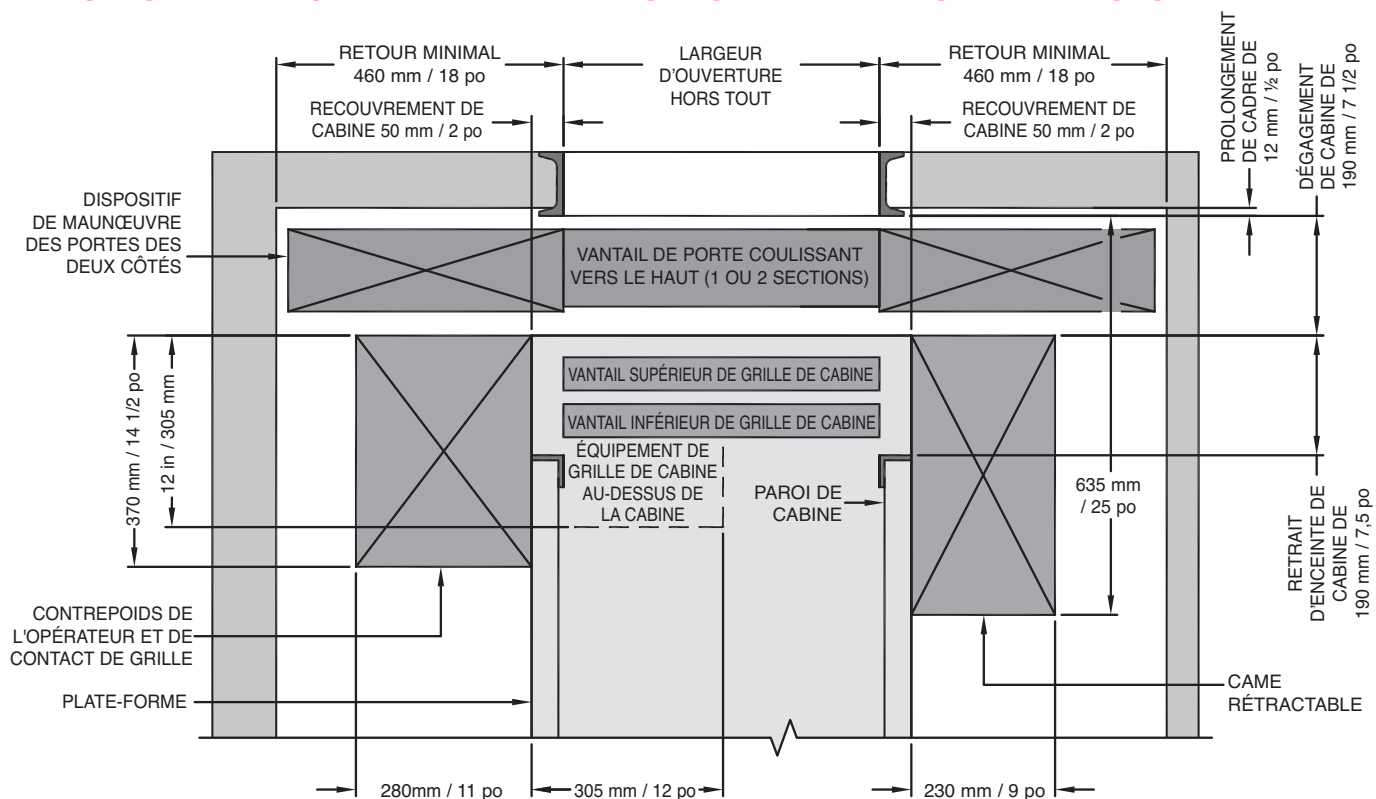 RETOUR MINIMAL
460 mm / 18 po
LARGEUR
D'OUVERTURE
HORS TOUT
RETOUR MINIMAL
460 mm / 18 po
RECOUVREMENT DE
CABINE 50 mm / 2 po
RECOUVREMENT DE
CABINE 50 mm / 2 po
PROLONGEMENT
DE CADRE DE
12 mm / ½ po
DÉGAGEMENT
DE CABINE DE
190 mm / 7 1/2 po
DISPOSITIF
DE MAUNŒUVRE
DES PORTES DES
DEUX CÔTÉS
VANTAIL DE PORTE COULISSANT
VERS LE HAUT (1 OU 2 SECTIONS)
370 mm / 14 1/2 po
12 in / 305 mm
VANTAIL SUPÉRIEUR DE GRILLE DE CABINE
VANTAIL INFÉRIEUR DE GRILLE DE CABINE
ÉQUIPEMENT DE
GRILLE DE CABINE
AU-DESSUS DE
LA CABINE
PAROI DE
CABINE
635 mm
/ 25 po
RETRAIT
D'ENCEINTE DE
CABINE DE
190 mm / 7,5 po
CONTREPOIDS DE
L'OPÉRATEUR ET DE
CONTACT DE GRILLE
PLATE-FORME
CAME
RÉTRACTABLE
280mm / 11 po
305 mm / 12 po
230 mm / 9 po